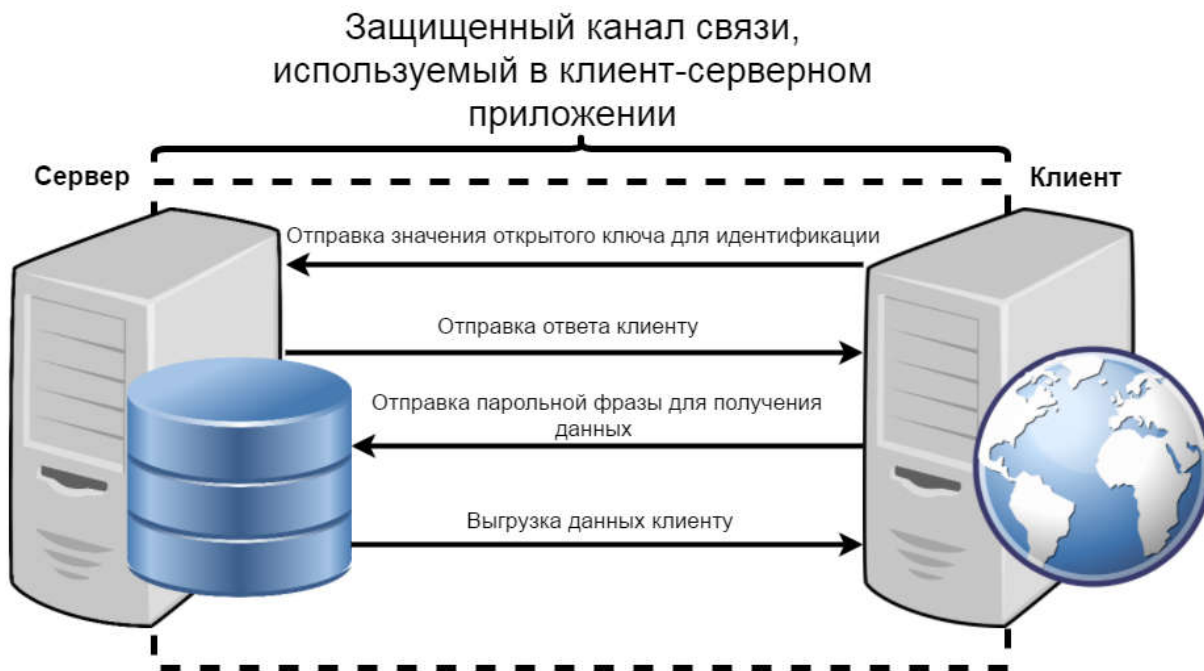 Защищенный канал связи,
используемый в клиент-серверном
приложении
Сервер
Клиент
Отправка значения открытого ключа для идентификации
Отправка ответа клиенту
Отправка парольной фразы для получения
данных
Выгрузка данных клиенту